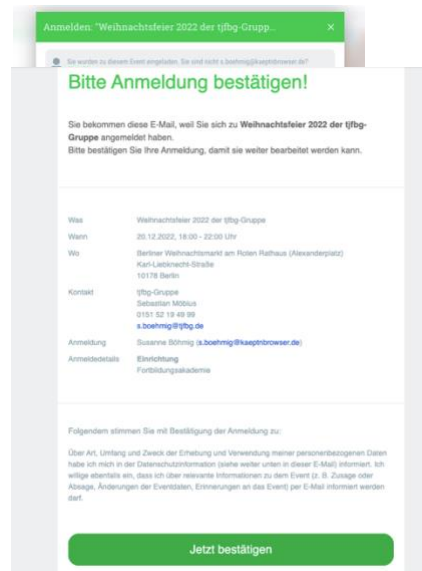 Anmelden: "Weihnachtsfeier 2022 der tjfbg-Grupp... ×
Sie wurden zu diesem Event eingeladen. Sie sind nicht s.boehmig@kaeptnbrowser.de?
Bitte Anmeldung bestätigen!
Sie bekommen diese E-Mail, weil Sie sich zu Weihnachtsfeier 2022 der tjfbg-
Gruppe angemeldet haben.
Bitte bestätigen Sie Ihre Anmeldung, damit sie weiter bearbeitet werden kann.
Was Weihnachtsfeier 2022 der tjfbg-Gruppe
Wann 20.12.2022, 18:00 - 22:00 Uhr
Wo Berliner Weihnachtsmarkt am Roten Rathaus (Alexanderplatz)
Karl-Liebknecht-Straße
10178 Berlin
Kontakt tjfbg-Gruppe
Sebastian Möbius
0151 52 19 49 99
s.boehmig@tjfbg.de
Anmeldung Susanne Böhmig (s.boehmig@kaeptnbrowser.de)
Anmeldedetails Einrichtung
Fortbildungsakademie
Folgendem stimmen Sie mit Bestätigung der Anmeldung zu:
Über Art, Umfang und Zweck der Erhebung und Verwendung meiner personenbezogenen Daten
habe ich mich in der Datenschutzinformation (siehe weiter unten in dieser E-Mail) informiert. Ich
willige ebenfalls ein, dass ich über relevante Informationen zu dem Event (z. B. Zusage oder
Absage, Änderungen der Eventdaten, Erinnerungen an das Event) per E-Mail informiert werden
darf.
Jetzt bestätigen